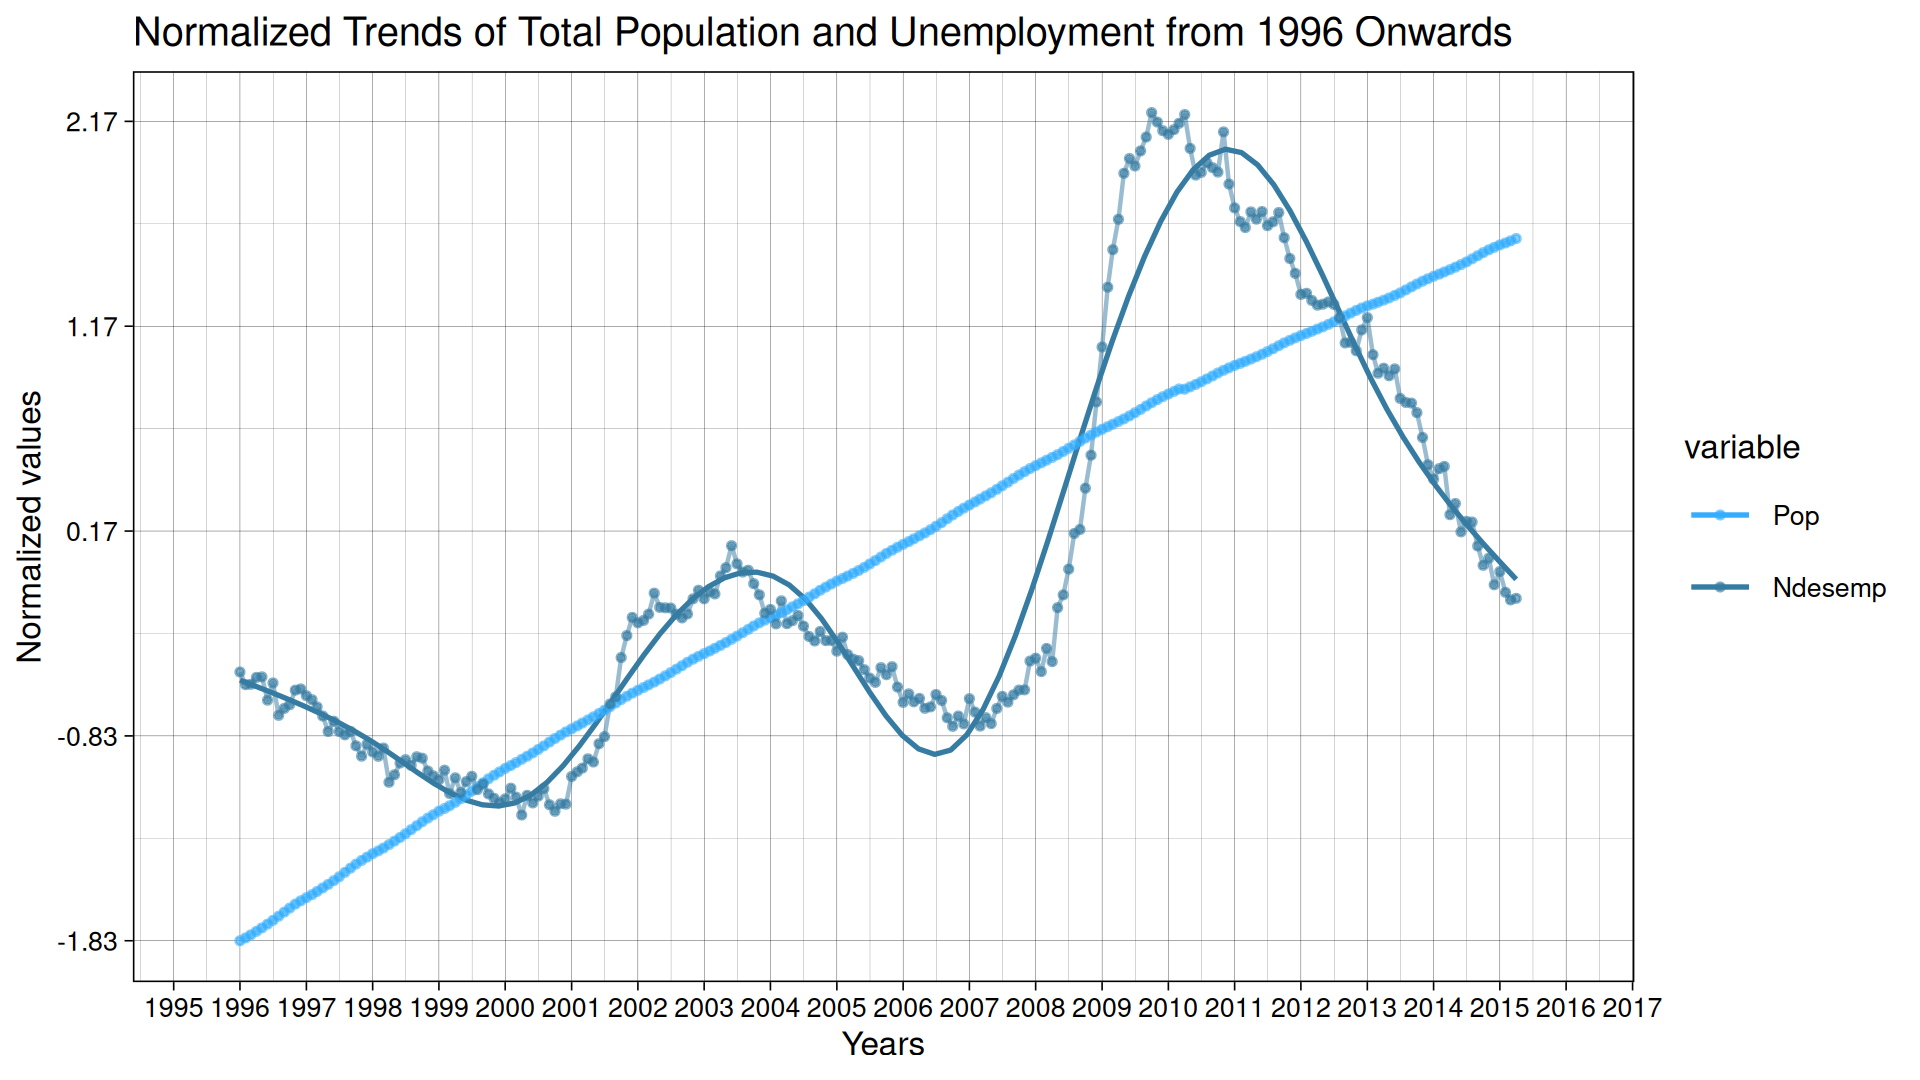 Normalized Trends of Total Population and Unemployment from 1996 Onwards
2.17
1.17
0.17
-0.83
-1.83
Normalized values
1995 1996 1997 1998 1999 2000 2001 2002 2003 2004 2005 2006 2007 2008 2009 2010 2011 2012 2013 2014 2015 2016 2017
Years
variable
Pop
Ndesemp